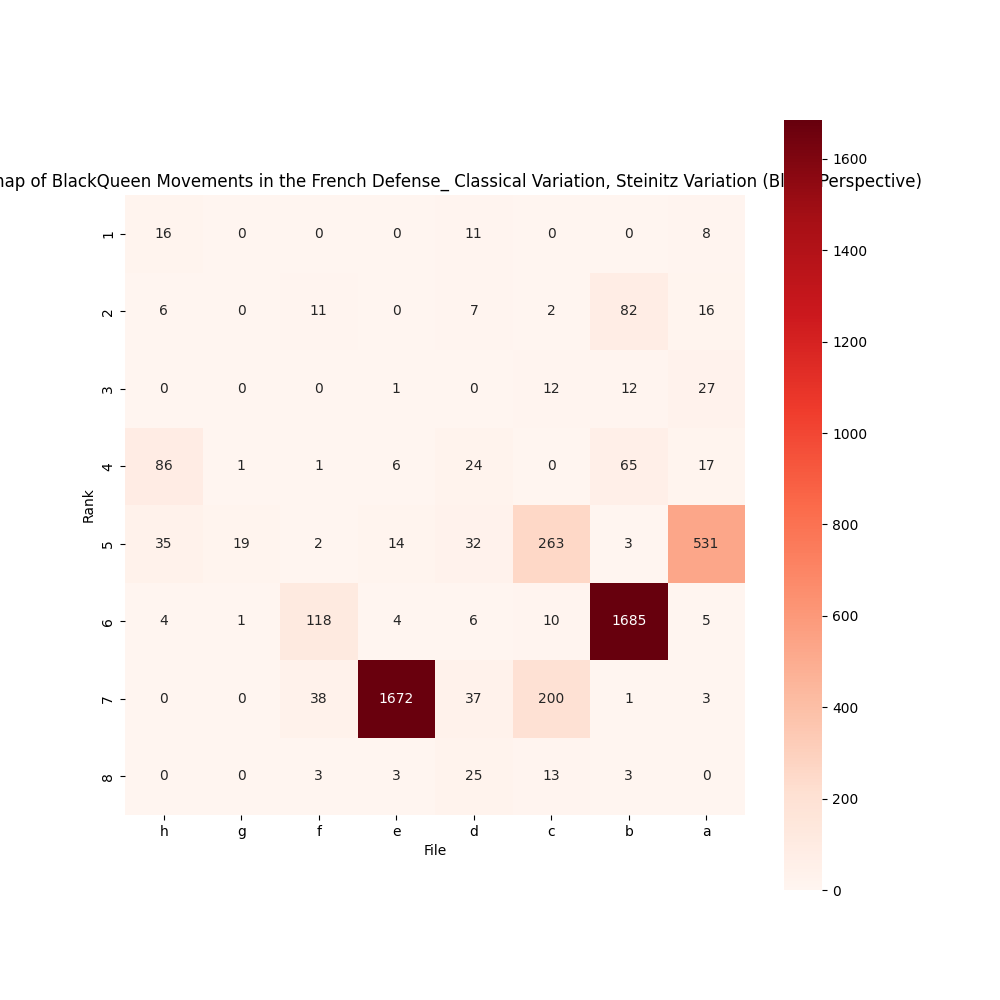 map of BlackQueen Movements in the French Defense_ Classical Variation, Steinitz Variation Perspective)
1600
1400
1200
1000
800
600
400
200
0
Rank
1 16 0 0 0 11 0 0 8
2 6 0 11 0 7 2 82 16
3 0 0 0 1 0 12 12 27
4 86 1 1 6 24 0 65 17
5 35 19 2 14 32 263 3 531
6 4 1 118 4 6 10 1685 5
7 0 0 38 1672 37 200 1 3
8 0 0 3 3 25 13 3 0
h g f e d c b a
File